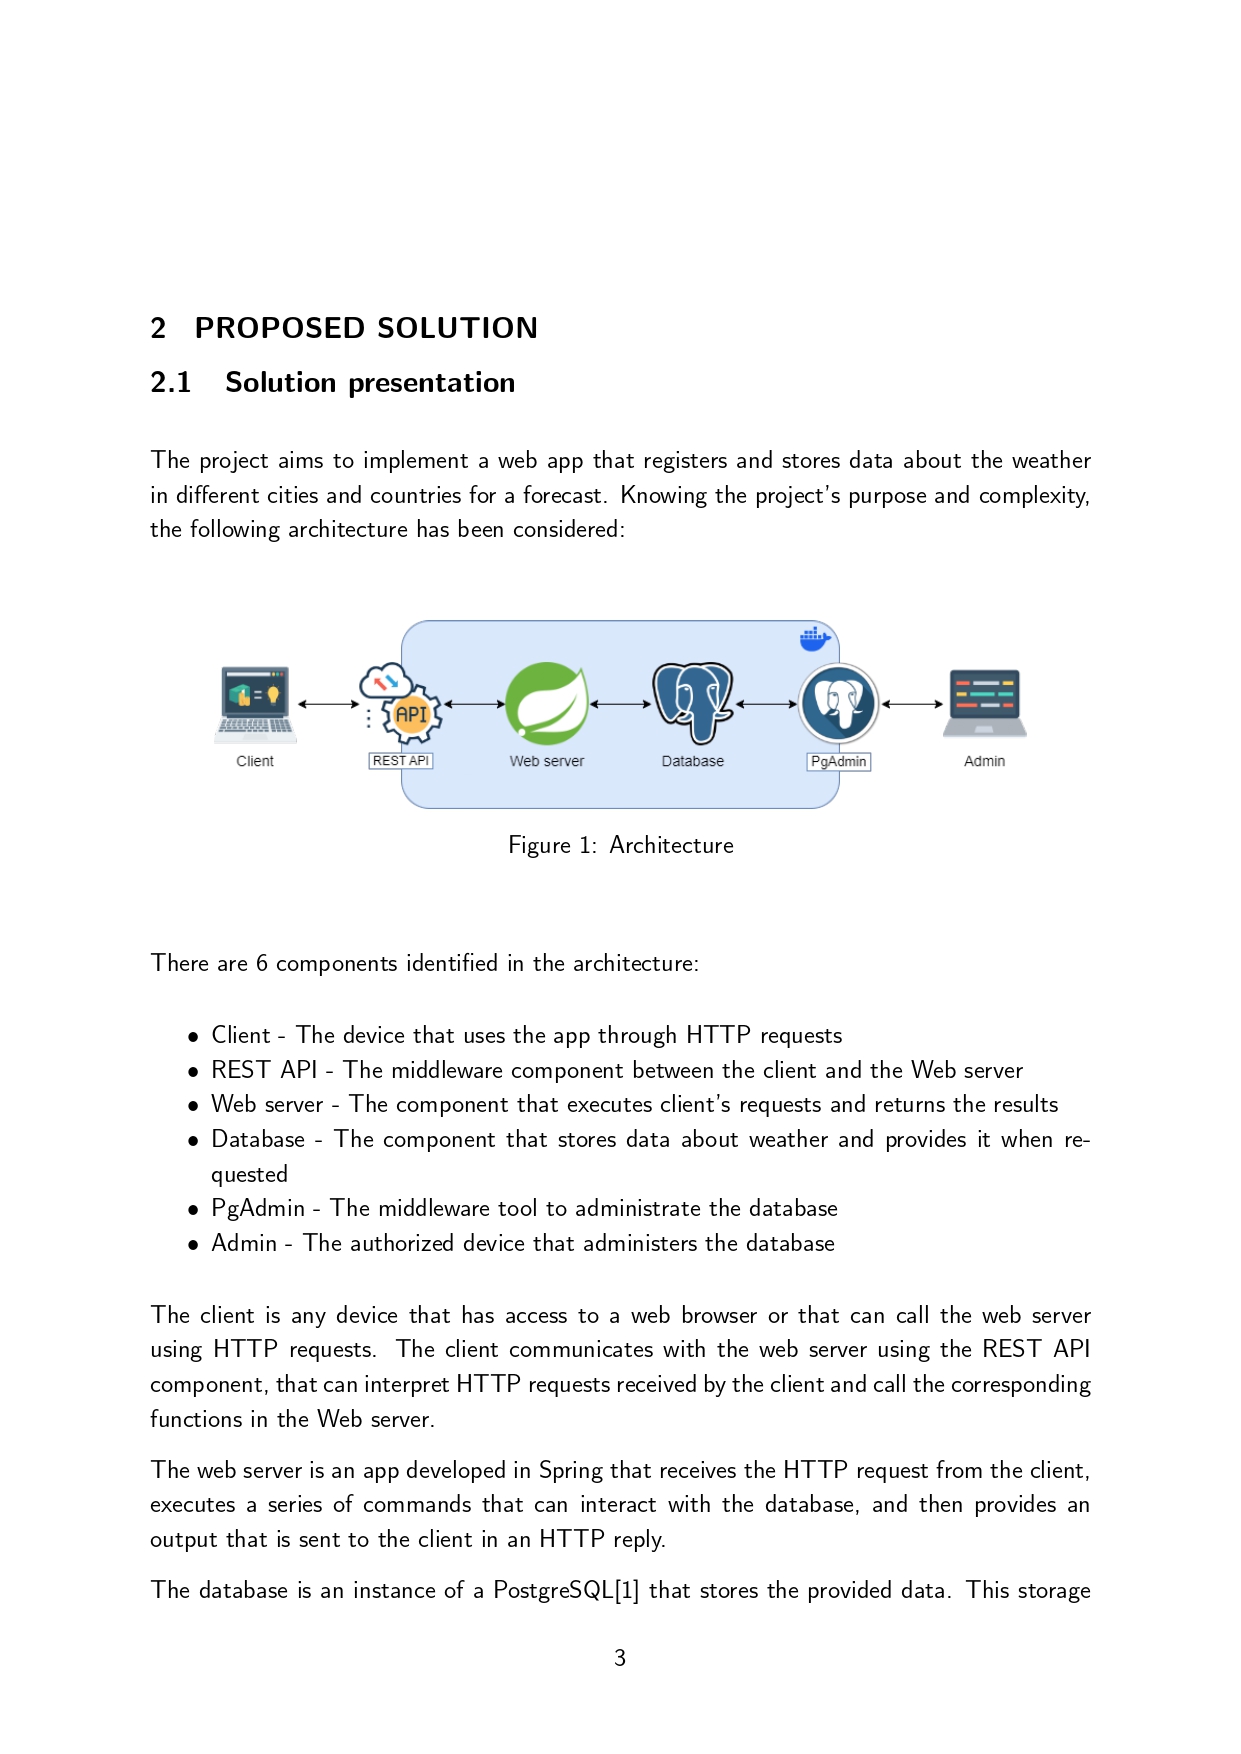 2 PROPOSED SOLUTION
2.1 Solution presentation
The project aims to implement a web app that registers and stores data about the weather
in different cities and countries for a forecast. Knowing the project's purpose and complexity,
the following architecture has been considered:
API
Client
REST API
Web server
Database
PgAdmin
Admin
Figure 1: Architecture
There are 6 components identified in the architecture:
• Client - The device that uses the app through HTTP requests
• REST API - The middleware component between the client and the Web server
• Web server - The component that executes client's requests and returns the results
• Database - The component that stores data about weather and provides it when re-
quested
• PgAdmin - The middleware tool to administrate the database
• Admin - The authorized device that administers the database
The client is any device that has access to a web browser or that can call the web server
using HTTP requests. The client communicates with the web server using the REST API
component, that can interpret HTTP requests received by the client and call the corresponding
functions in the Web server.
The web server is an app developed in Spring that receives the HTTP request from the client,
executes a series of commands that can interact with the database, and then provides an
output that is sent to the client in an HTTP reply.
The database is an instance of a PostgreSQL[1] that stores the provided data. This storage
3